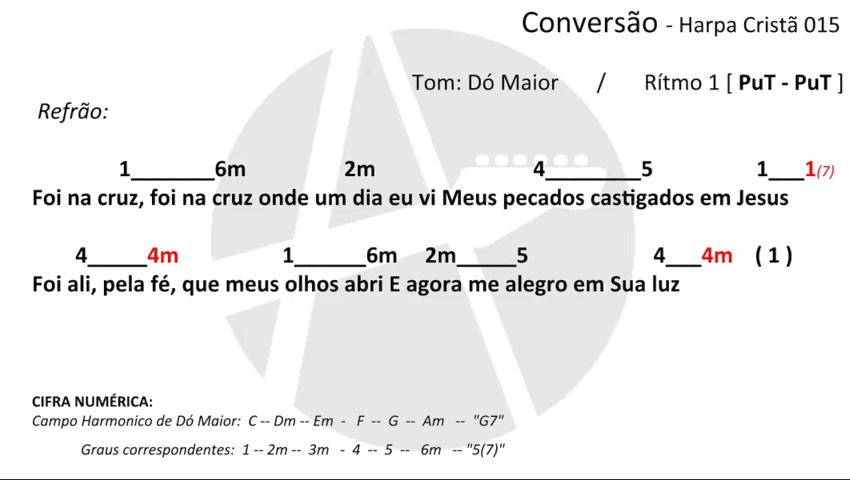 Conversão - Harpa Cristã 015
Tom: Dó Maior / Rítmo 1 [ PuT - PuT ]
Refrão:
1_______6m 2m 4________5 1___1(7)
Foi na cruz, foi na cruz onde um dia eu vi Meus pecados castigados em Jesus
4_____4m 1______6m 2m_____5 4___4m ( 1 )
Foi ali, pela fé, que meus olhos abri E agora me alegro em Sua luz
CIFRA NUMÉRICA:
Campo Harmonico de Dó Maior: C -- Dm -- Em - F -- G -- Am -- "G7"
Graus correspondentes: 1 -- 2m -- 3m - 4 -- 5 -- 6m -- "5(7)"